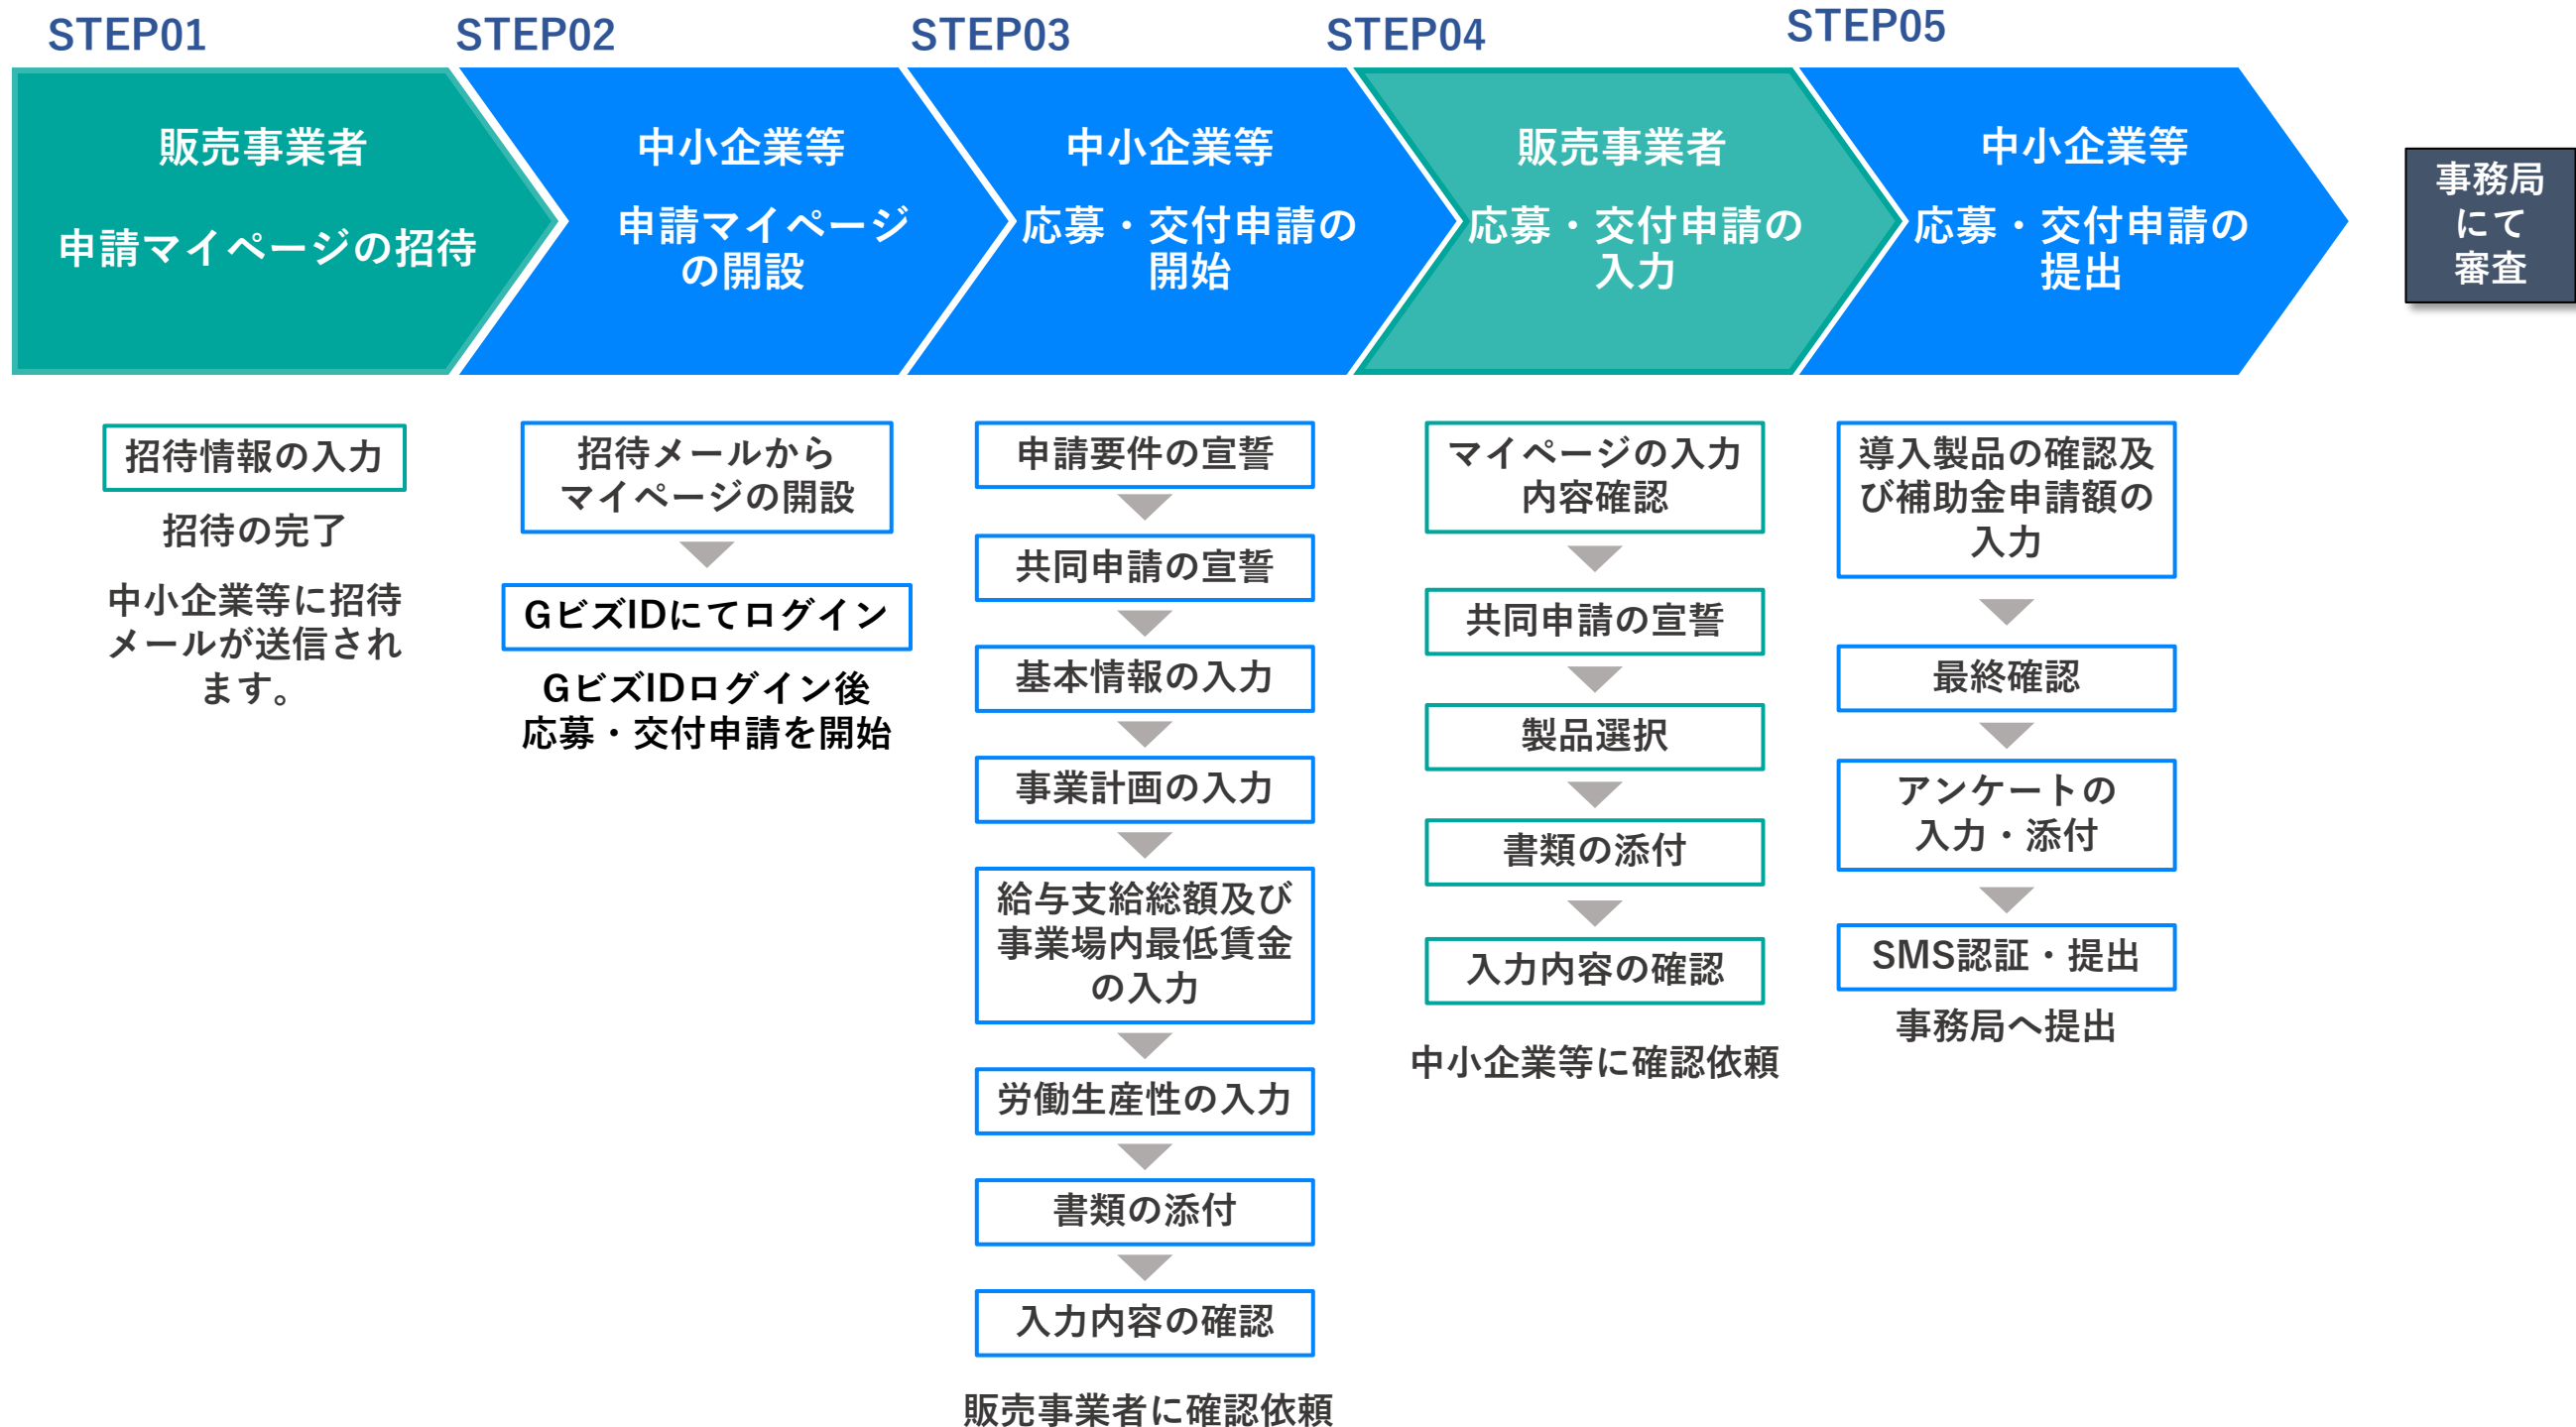 STEP01
販売事業者
申請マイページの招待
招待情報の入力
招待の完了
中小企業等に招待
メールが送信され
ます。
STEP02
中小企業等
申請マイページ
の開設
招待メールから
マイページの開設
GビズIDにてログイン
GビズIDログイン後
応募・交付申請を開始
STEP03
中小企業等
応募・交付申請の
開始
申請要件の宣誓
共同申請の宣誓
基本情報の入力
事業計画の入力
給与支給総額及び
事業場内最低賃金
の入力
労働生産性の入力
書類の添付
入力内容の確認
販売事業者に確認依頼
STEP04
販売事業者
応募・交付申請の
入力
マイページの入力
内容確認
共同申請の宣誓
製品選択
書類の添付
入力内容の確認
中小企業等に確認依頼
STEP05
中小企業等
応募・交付申請の
提出
導入製品の確認及
び補助金申請額の
入力
最終確認
アンケートの
入力・添付
SMS認証・提出
事務局へ提出
事務局
にて
審査